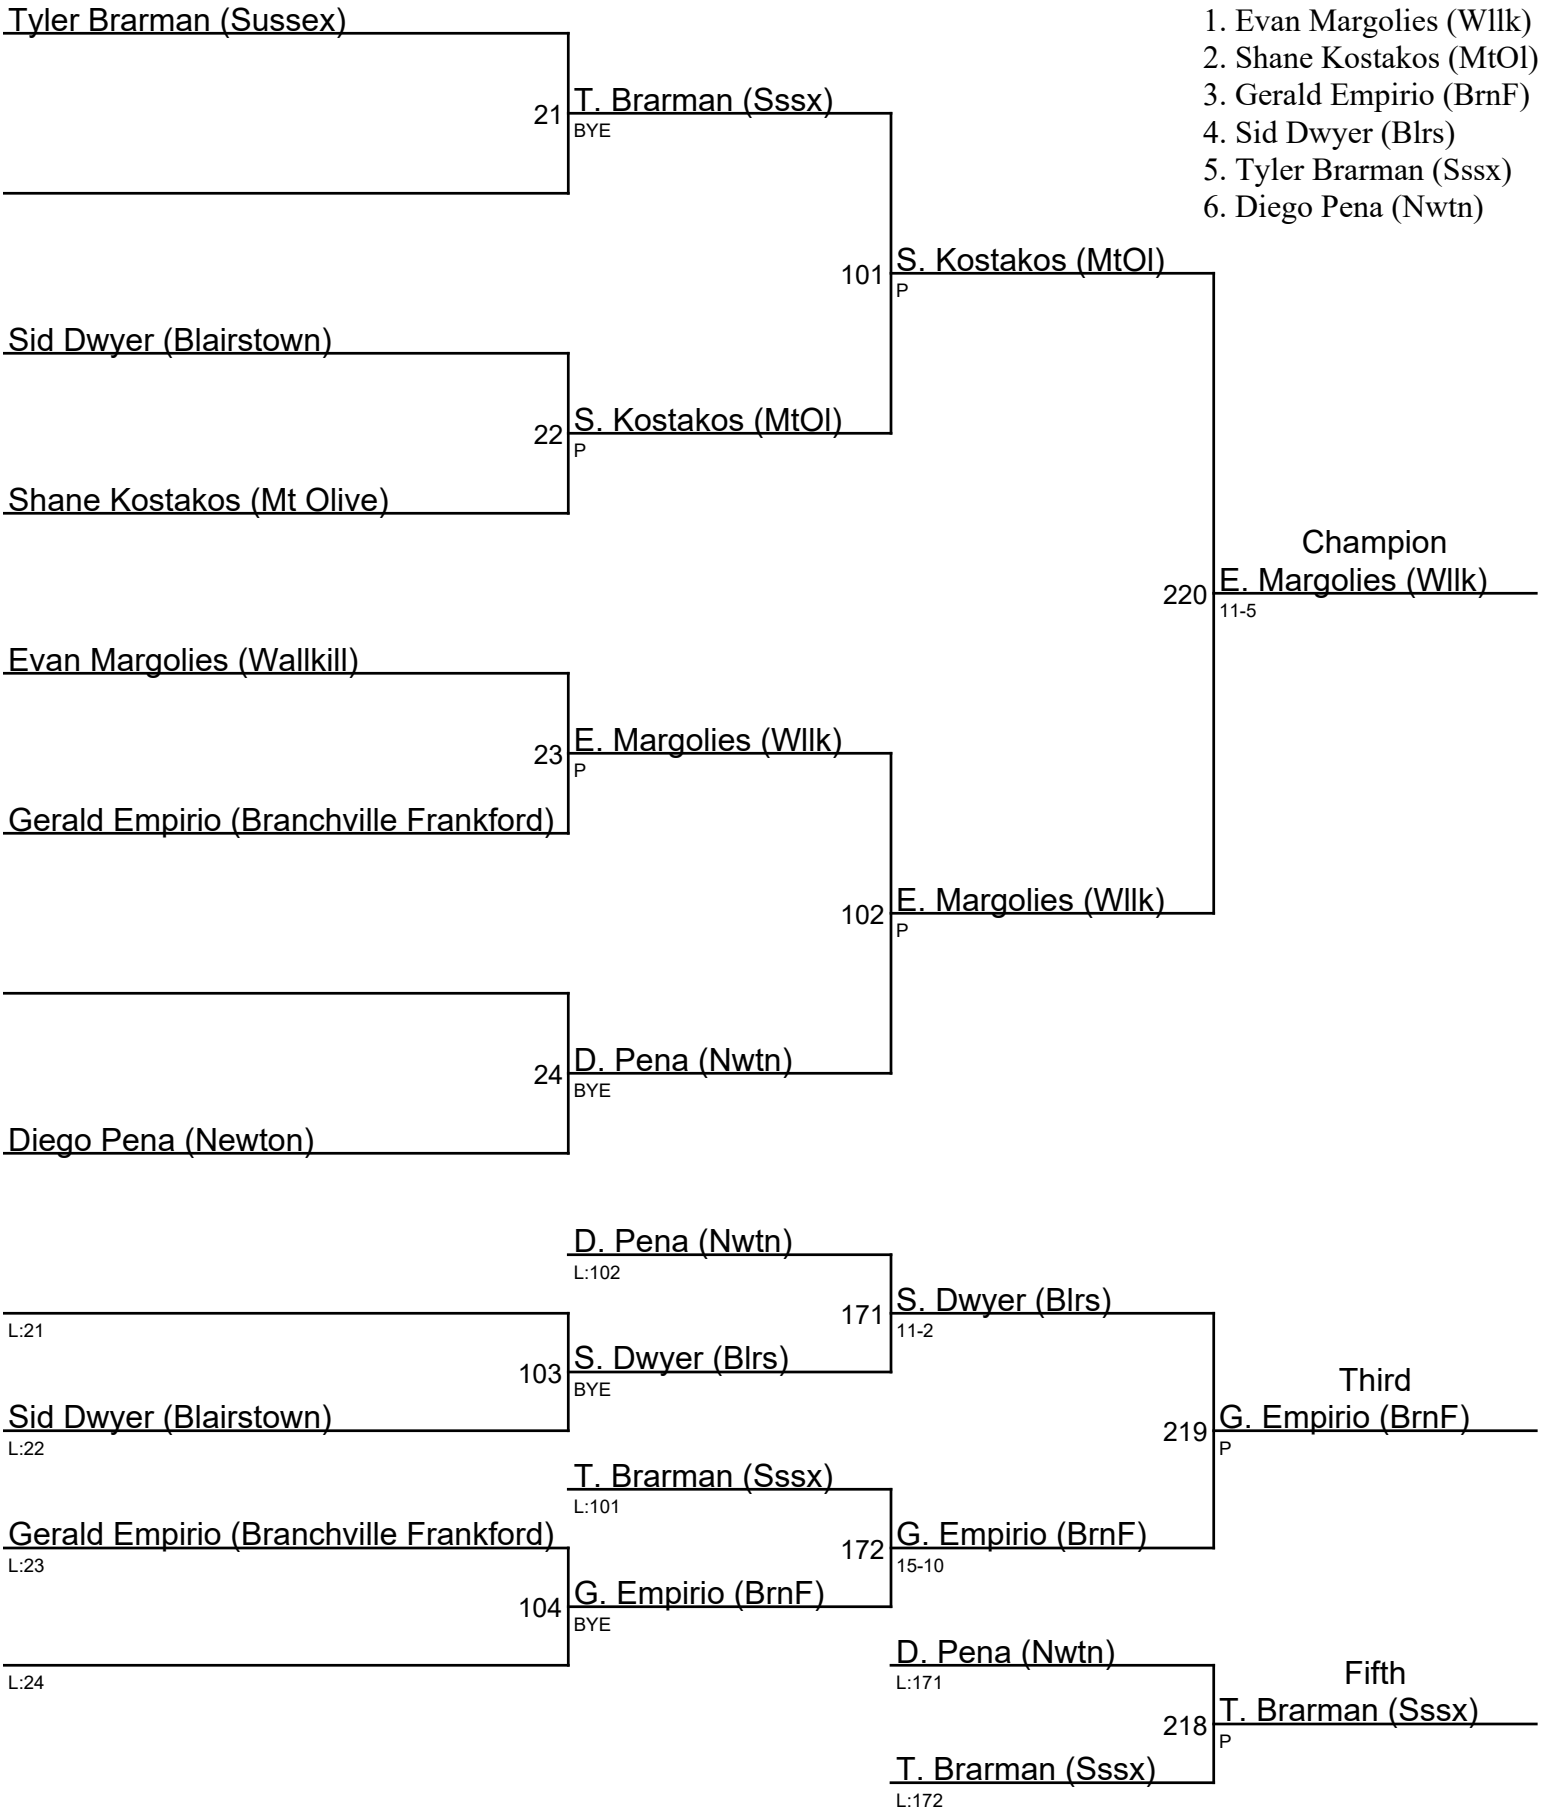 Tyler Brarman (Sussex)
1. Evan Margolies (Wllk)
2. Shane Kostakos (MtOl)
3. Gerald Empirio (BrnF)
4. Sid Dwyer (Blrs)
5. Tyler Brarman (Sssx)
6. Diego Pena (Nwtn)
21 T. Brarman (Sssx)
BYE
101 S. Kostakos (MtOl)
P
Sid Dwyer (Blairstown)
22 S. Kostakos (MtOl)
P
Shane Kostakos (Mt Olive)
Champion
220 E. Margolies (Wllk)
11-5
Evan Margolies (Wallkill)
23 E. Margolies (Wllk)
P
Gerald Empirio (Branchville Frankford)
102 E. Margolies (Wllk)
P
24 D. Pena (Nwtn)
BYE
Diego Pena (Newton)
D. Pena (Nwtn)
L:102
171 S. Dwyer (Blrs)
11-2
L:21
103 S. Dwyer (Blrs)
BYE
Sid Dwyer (Blairstown)
L:22
Third
219 G. Empirio (BrnF)
P
T. Brarman (Sssx)
L:101
Gerald Empirio (Branchville Frankford)
L:23
172 G. Empirio (BrnF)
15-10
104 G. Empirio (BrnF)
BYE
L:24
D. Pena (Nwtn)
L:171
Fifth
218 T. Brarman (Sssx)
P
T. Brarman (Sssx)
L:172